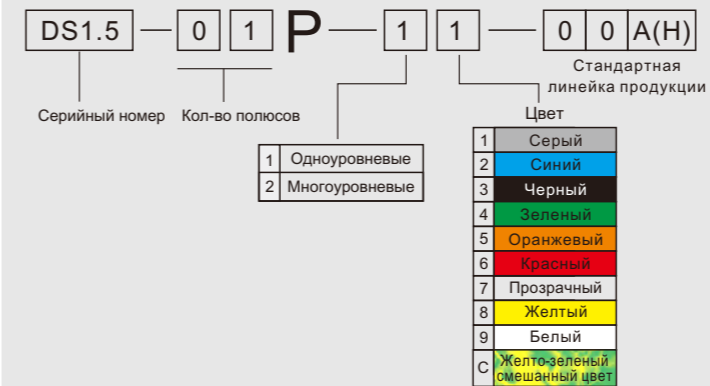 DS1.5 — 0 1 P — 1 1 — 0 0 A(H)
Стандартная
линейка продукции
Серийный номер Кол-во полюсов
Цвет
1 Одноуровневые
2 Многоуровневые
1 Серый
2 Синий
3 Черный
4 Зеленый
5 Оранжевый
6 Красный
7 Прозрачный
8 Желтый
9 Белый
C Желто-зеленый
смешанный цвет